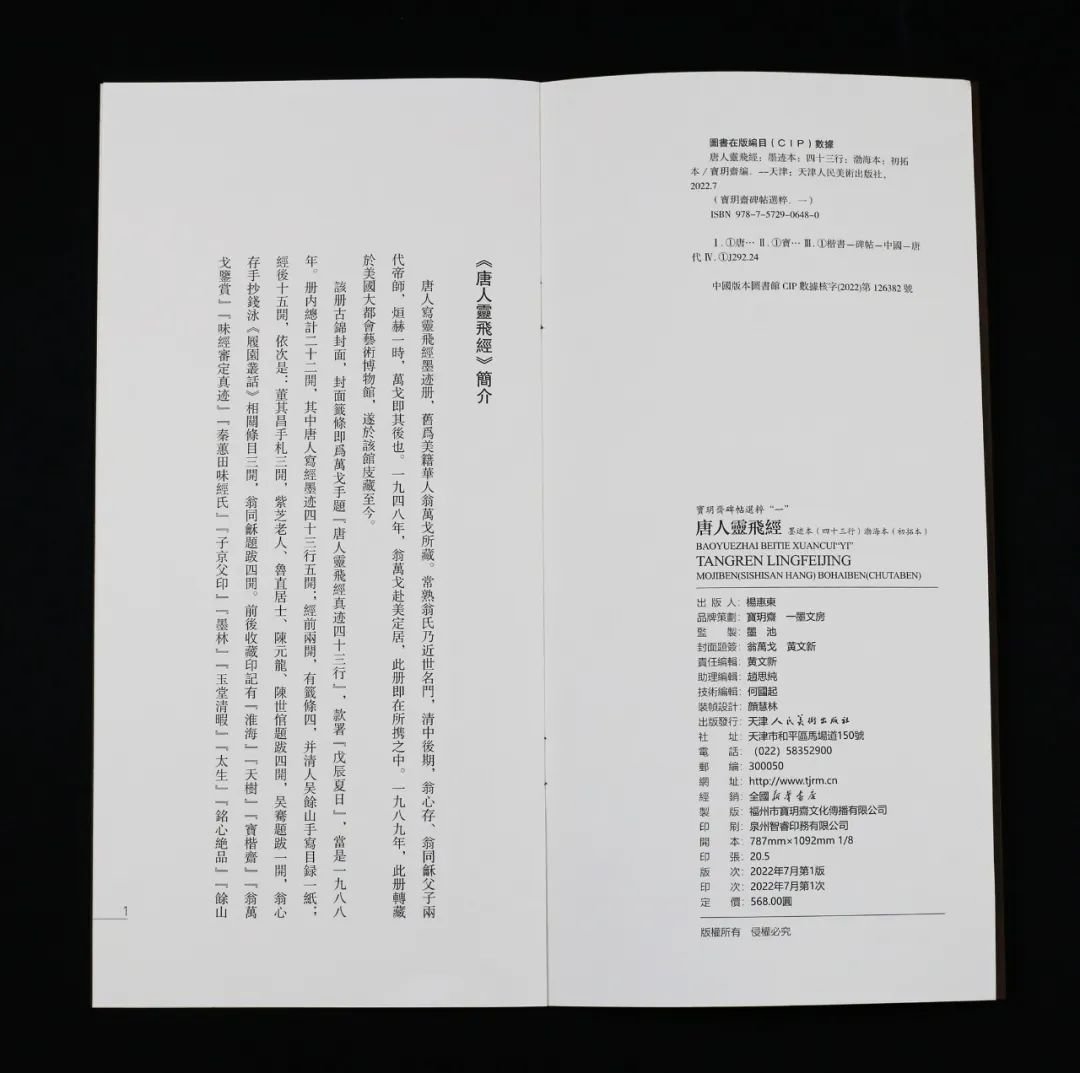 圖書在版編目（CIP）數據
唐人靈飛經：墨迹本：四十三行：渤海本：初拓
本 / 寶玥齋編. --天津：天津人民美術出版社，
2022.7
（寶玥齋碑帖選粹. 一）
ISBN 978-7-5729-0648-0
Ⅰ.①唐… Ⅱ.①寶… Ⅲ.①楷書－碑帖－中國－唐
代 Ⅳ.①J292.24
中國版本圖書館 CIP 數據核字(2022)第 126382 號
寶玥齋碑帖選粹“一”
唐人靈飛經 墨迹本（四十三行）渤海本（初拓本）
BAOYUEZHAI BEITIE XUANCUI“YI”
TANGREN LINGFEIJING
MOJIBEN(SISHISAN HANG) BOHAIBEN(CHUTABEN)
出 版 人：楊惠東
品牌策劃：寶玥齋　一墨文房
監　　製：墨　池
封面題簽：翁萬戈　黄文新
責任編輯：黄文新
助理編輯：趙思純
技術編輯：何國起
裝幀設計：顔慧林
出版發行：天津人民美術出版社
社　　址：天津市和平區馬場道150號
電　　話：（022）58352900
郵　　編：300050
網　　址：http://www.tjrm.cn
經　　銷：全國新華書店
製　　版：福州市寶玥齋文化傳播有限公司
印　　刷：泉州智睿印務有限公司
開　　本：787mm×1092mm 1/8
印　　張：20.5
版　　次：2022年7月第1版
印　　次：2022年7月第1次
定　　價：568.00圓
版權所有　侵權必究
《唐人靈飛經》簡介
唐人寫靈飛經墨迹册，舊爲美籍華人翁萬戈所藏。常熟翁氏乃近世名門，清中後期，翁心存、翁同龢父子兩
代帝師，烜赫一時，萬戈即其後也。一九四八年，翁萬戈赴美定居，此册即在所携之中。一九八九年，此册轉藏
於美國大都會藝術博物館，遂於該館庋藏至今。
該册古錦封面，封面籤條即爲萬戈手題『唐人靈飛經真迹四十三行』，款署『戊辰夏日』，當是一九八八
年。册内總計二十二開，其中唐人寫經墨迹四十三行五開；經前兩開，有籤條四，并清人吴餘山手寫目録一紙；
經後十五開，依次是：董其昌手札三開，紫芝老人、魯直居士、陳元龍、陳世倌題跋四開，吴騫題跋一開，翁心
存手抄錢泳《履園叢話》相關條目三開，翁同龢題跋四開。前後收藏印記有『淮海』『天樹』『寶楷齋』『翁萬
戈鑒賞』『味經審定真迹』『秦蕙田味經氏』『子京父印』『墨林』『玉堂清暇』『太生』『銘心絶品』『餘山
1